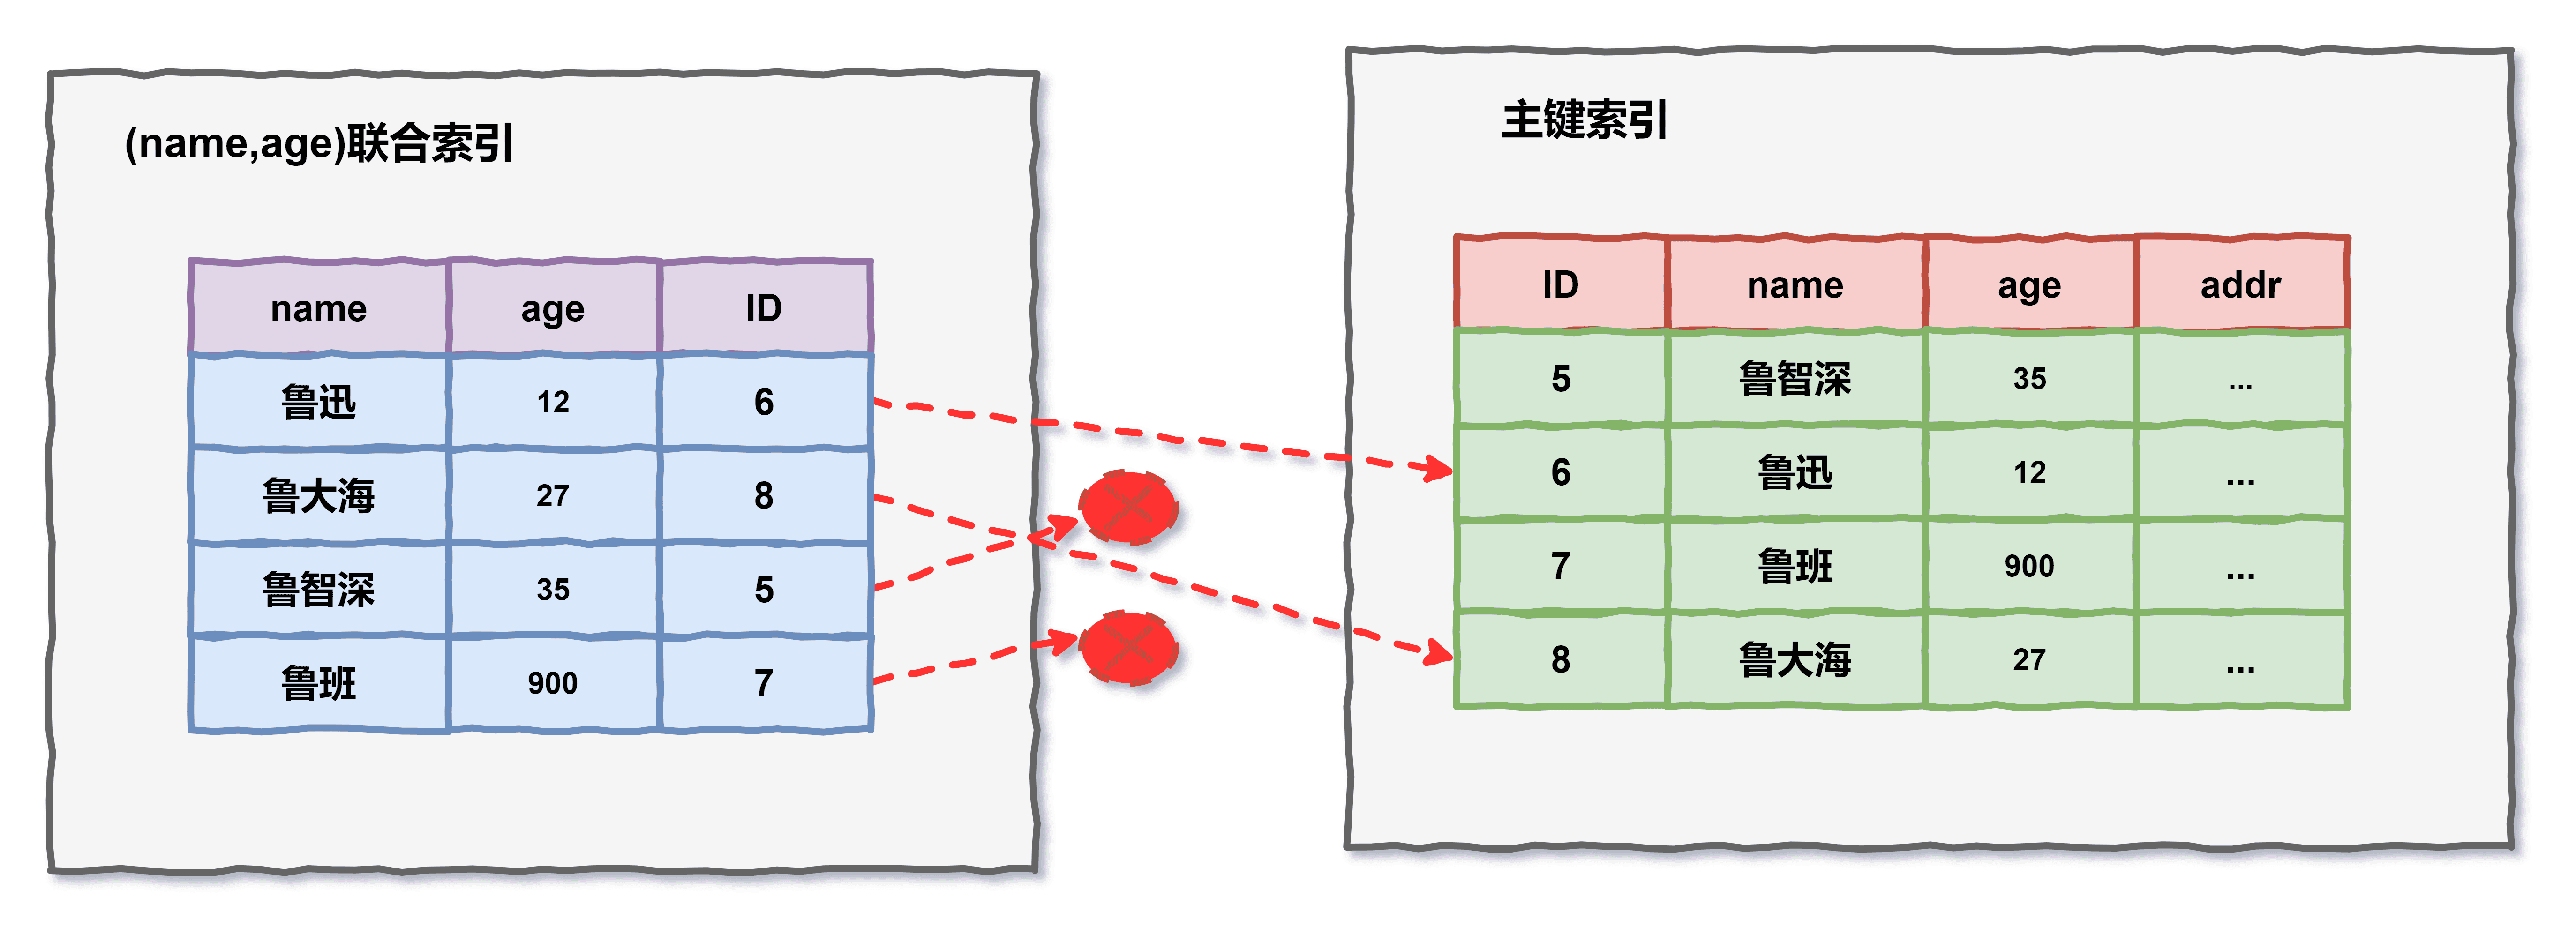 (name,age)联合索引
name age ID
鲁迅 12 6
鲁大海 27 8
鲁智深 35 5
鲁班 900 7
主键索引
ID name age addr
5 鲁智深 35 ...
6 鲁迅 12 ...
7 鲁班 900 ...
8 鲁大海 27 ...